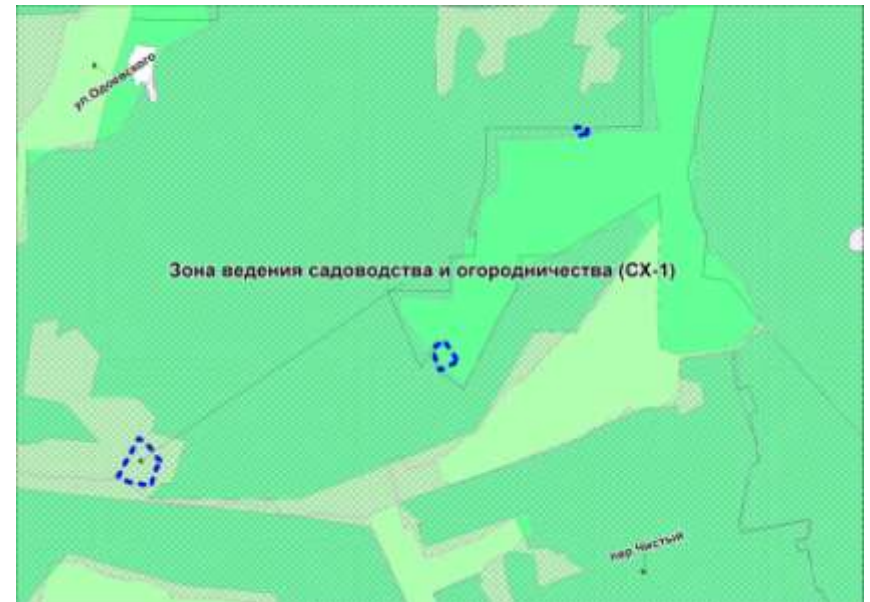 ул.Одоевского
Зона ведения садоводства и огородничества (СХ-1)
пер.Чистый